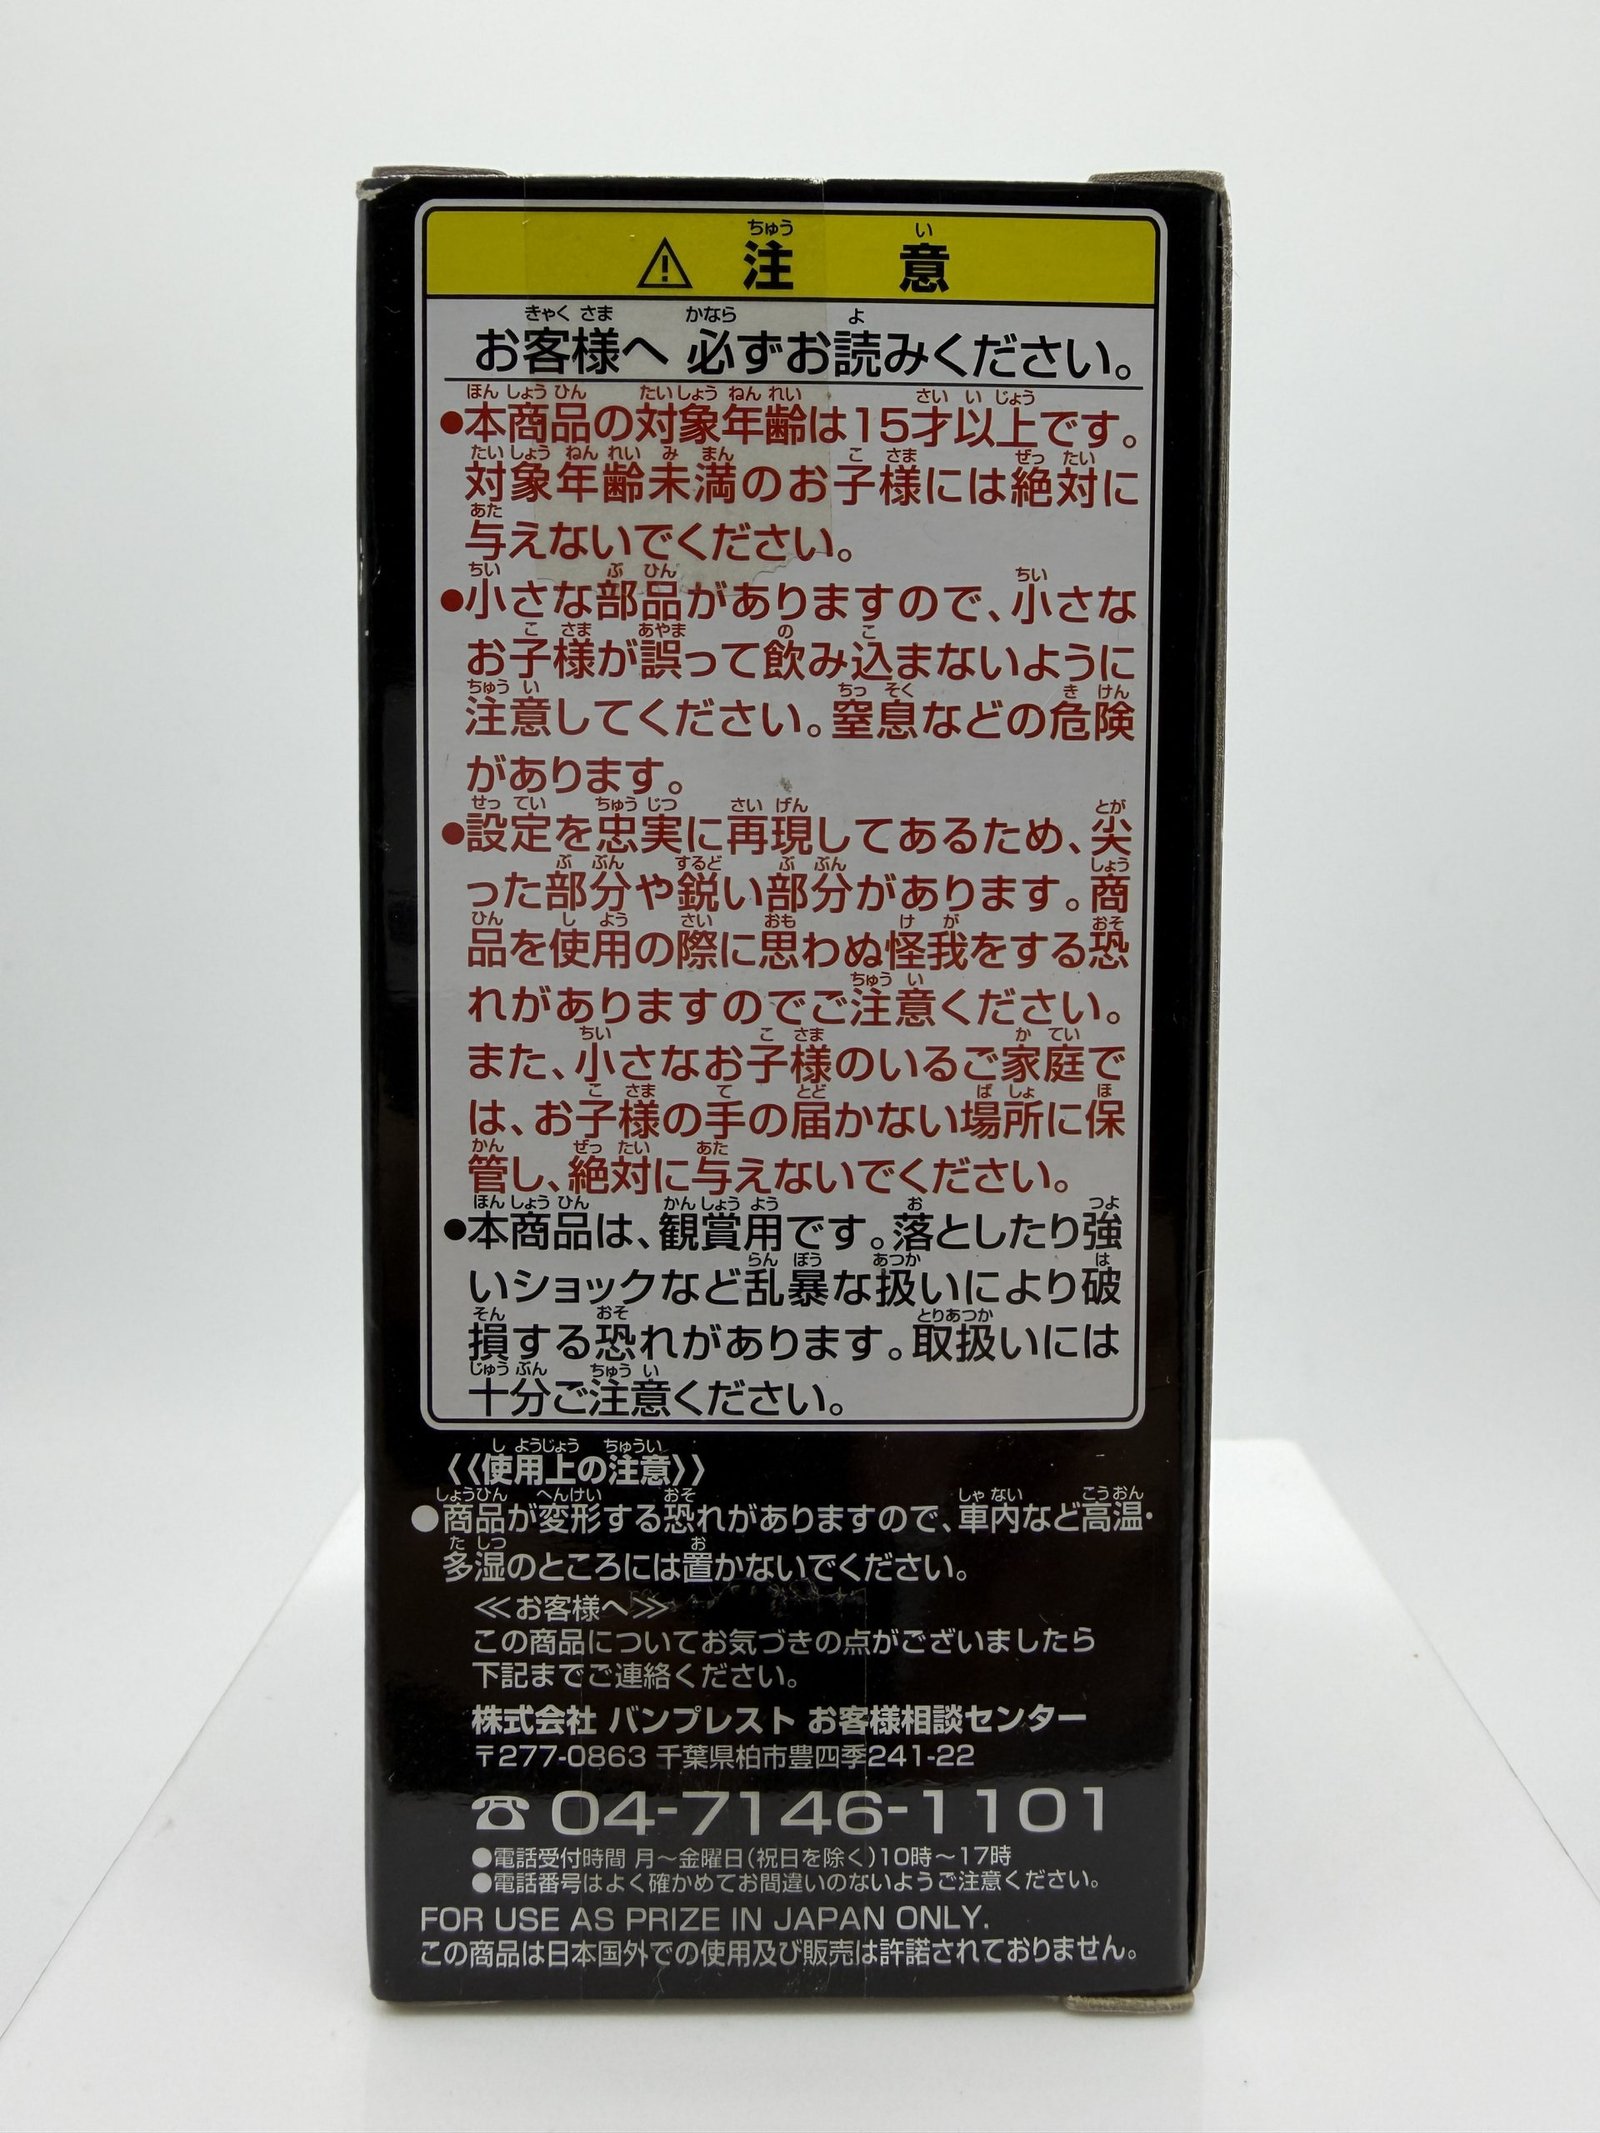 ⚠ 注意
お客様へ 必ずお読みください。
●本商品の対象年齢は15才以上です。
対象年齢未満のお子様には絶対に
与えないでください。
●小さな部品がありますので、小さな
お子様が誤って飲み込まないように
注意してください。窒息などの危険
があります。
●設定を忠実に再現してあるため、尖
った部分や鋭い部分があります。商
品を使用の際に思わぬ怪我をする恐
れがありますのでご注意ください。
また、小さなお子様のいるご家庭で
は、お子様の手の届かない場所に保
管し、絶対に与えないでください。
●本商品は、観賞用です。落としたり強
いショックなど乱暴な扱いにより破
損する恐れがあります。取扱いには
十分ご注意ください。
《使用上の注意》
●商品が変形する恐れがありますので、車内など高温・
多湿のところには置かないでください。
≪お客様へ≫
この商品についてお気づきの点がございましたら
下記までご連絡ください。
株式会社 バンプレスト お客様相談センター
〒277-0863 千葉県柏市豊四季241-22
☎04-7146-1101
●電話受付時間 月～金曜日(祝日を除く)10時～17時
●電話番号はよく確かめてお間違いのないようご注意ください。
FOR USE AS PRIZE IN JAPAN ONLY.
この商品は日本国外での使用及び販売は許諾されておりません。